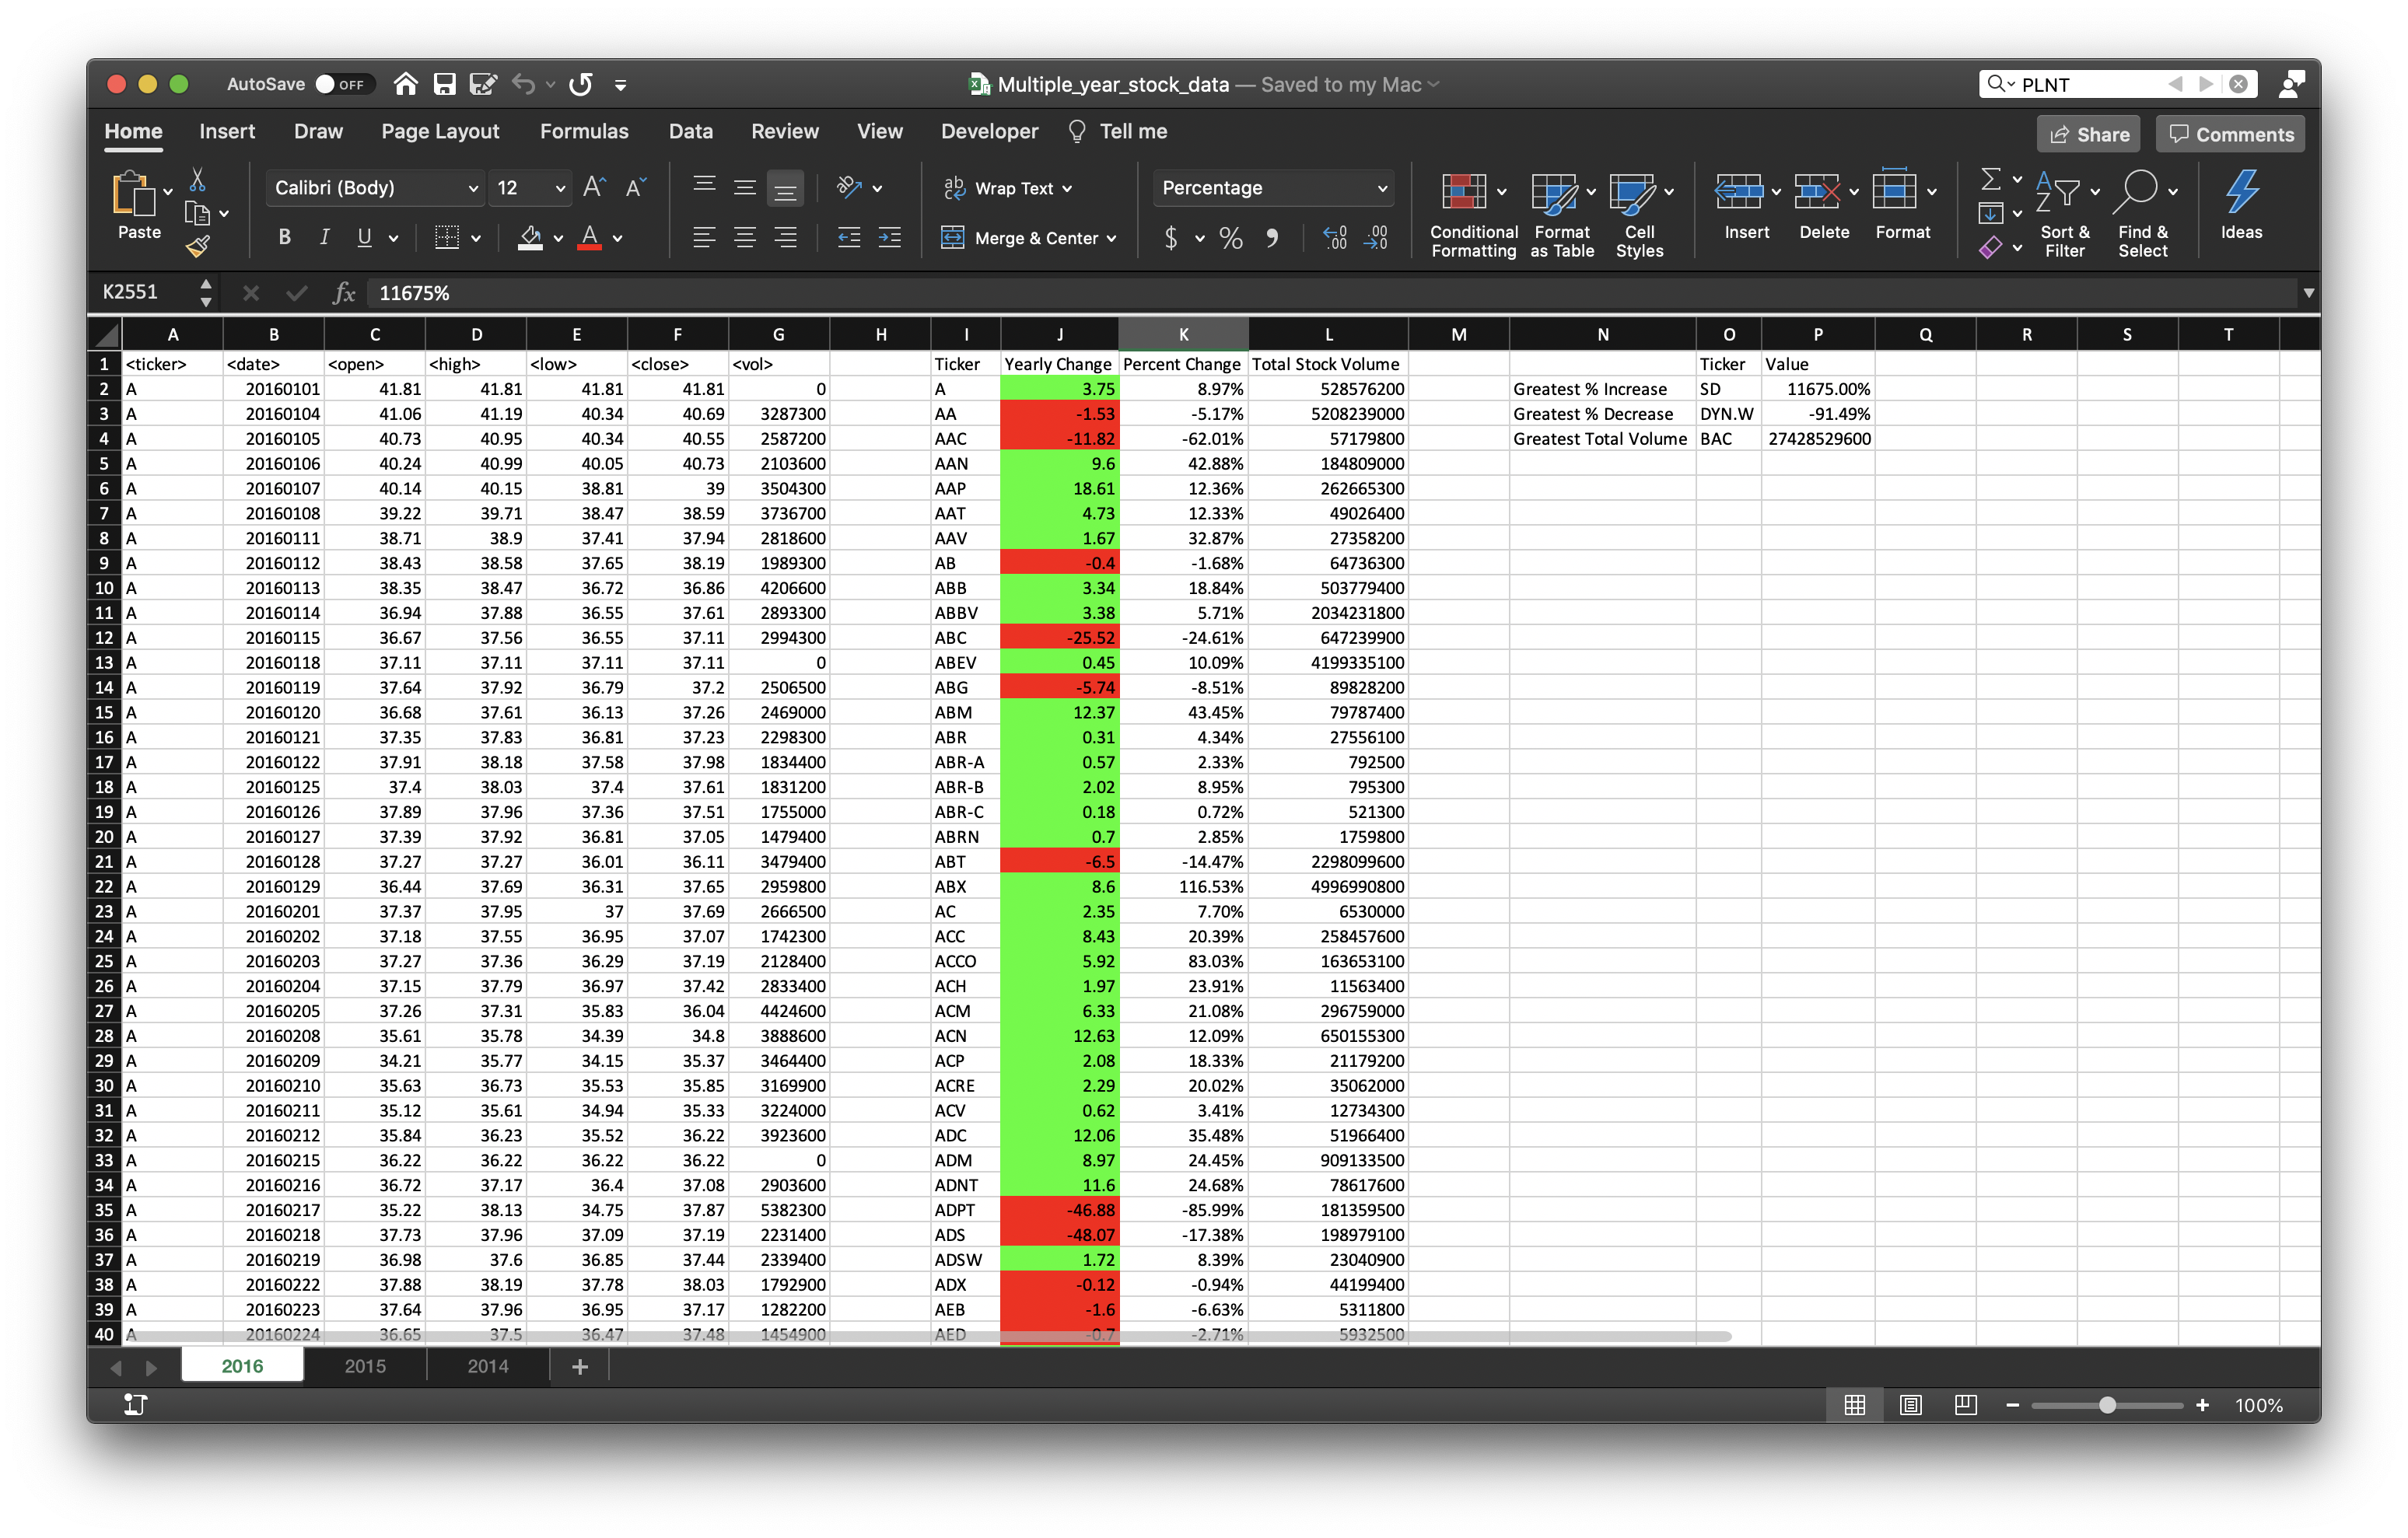 AutoSave OFF Multiple_year_stock_data — Saved to my Mac PLNT
Home Insert Draw Page Layout Formulas Data Review View Developer Tell me Share Comments
Paste Calibri (Body) 12 A A Wrap Text Percentage Conditional Formatting Format as Table Cell Styles Insert Delete Format Sort & Filter Find & Select Ideas
B I U A Merge & Center $ % 9 .00 .00 .0
K2551 fx 11675%
A B C D E F G H I J K L M N O P Q R S T
1 <ticker> <date> <open> <high> <low> <close> <vol> Ticker Yearly Change Percent Change Total Stock Volume Ticker Value
2 A 20160101 41.81 41.81 41.81 41.81 0 A 3.75 8.97% 528576200 Greatest % Increase SD 11675.00%
3 A 20160104 41.06 41.19 40.34 40.69 3287300 AA -1.53 -5.17% 5208239000 Greatest % Decrease DYN.W -91.49%
4 A 20160105 40.73 40.95 40.34 40.55 2587200 AAC -11.82 -62.01% 57179800 Greatest Total Volume BAC 27428529600
5 A 20160106 40.24 40.99 40.05 40.73 2103600 AAN 9.6 42.88% 184809000
6 A 20160107 40.14 40.15 38.81 39 3504300 AAP 18.61 12.36% 262665300
7 A 20160108 39.22 39.71 38.47 38.59 3736700 AAT 4.73 12.33% 49026400
8 A 20160111 38.71 38.9 37.41 37.94 2818600 AAV 1.67 32.87% 27358200
9 A 20160112 38.43 38.58 37.65 38.19 1989300 AB -0.4 -1.68% 64736300
10 A 20160113 38.35 38.47 36.72 36.86 4206600 ABB 3.34 18.84% 503779400
11 A 20160114 36.94 37.88 36.55 37.61 2893300 ABBV 3.38 5.71% 2034231800
12 A 20160115 36.67 37.56 36.55 37.11 2994300 ABC -25.52 -24.61% 647239900
13 A 20160118 37.11 37.11 37.11 37.11 0 ABEV 0.45 10.09% 4199335100
14 A 20160119 37.64 37.92 36.79 37.2 2506500 ABG -5.74 -8.51% 89828200
15 A 20160120 36.68 37.61 36.13 37.26 2469000 ABM 12.37 43.45% 79787400
16 A 20160121 37.35 37.83 36.81 37.23 2298300 ABR 0.31 4.34% 27556100
17 A 20160122 37.91 38.18 37.58 37.98 1834400 ABR-A 0.57 2.33% 792500
18 A 20160125 37.4 38.03 37.4 37.61 1831200 ABR-B 2.02 8.95% 795300
19 A 20160126 37.89 37.96 37.36 37.51 1755000 ABR-C 0.18 0.72% 521300
20 A 20160127 37.39 37.92 36.81 37.05 1479400 ABRN 0.7 2.85% 1759800
21 A 20160128 37.27 37.27 36.01 36.11 3479400 ABT -6.5 -14.47% 2298099600
22 A 20160129 36.44 37.69 36.31 37.65 2959800 ABX 8.6 116.53% 4996990800
23 A 20160201 37.37 37.95 37 37.69 2666500 AC 2.35 7.70% 6530000
24 A 20160202 37.18 37.55 36.95 37.07 1742300 ACC 8.43 20.39% 258457600
25 A 20160203 37.27 37.36 36.29 37.19 2128400 ACCO 5.92 83.03% 163653100
26 A 20160204 37.15 37.79 36.97 37.42 2833400 ACH 1.97 23.91% 11563400
27 A 20160205 37.26 37.31 35.83 36.04 4424600 ACM 6.33 21.08% 296759000
28 A 20160208 35.61 35.78 34.39 34.8 3888600 ACN 12.63 12.09% 650155300
29 A 20160209 34.21 35.77 34.15 35.37 3464400 ACP 2.08 18.33% 21179200
30 A 20160210 35.63 36.73 35.53 35.85 3169900 ACRE 2.29 20.02% 35062000
31 A 20160211 35.12 35.61 34.94 35.33 3224000 ACV 0.62 3.41% 12734300
32 A 20160212 35.84 36.23 35.52 36.22 3923600 ADC 12.06 35.48% 51966400
33 A 20160215 36.22 36.22 36.22 36.22 0 ADM 8.97 24.45% 909133500
34 A 20160216 36.72 37.17 36.4 37.08 2903600 ADNT 11.6 24.68% 78617600
35 A 20160217 35.22 38.13 34.75 37.87 5382300 ADPT -46.88 -85.99% 181359500
36 A 20160218 37.73 37.96 37.09 37.19 2231400 ADS -48.07 -17.38% 198979100
37 A 20160219 36.98 37.6 36.85 37.44 2339400 ADSW 1.72 8.39% 23040900
38 A 20160222 37.88 38.19 37.78 38.03 1792900 ADX -0.12 -0.94% 44199400
39 A 20160223 37.64 37.96 36.95 37.17 1282200 AEB -1.6 -6.63% 5311800
40 A 20160224 36.65 37.5 36.47 37.48 1454900 AED -0.7 -2.71% 5932500
2016 2015 2014 +
100%